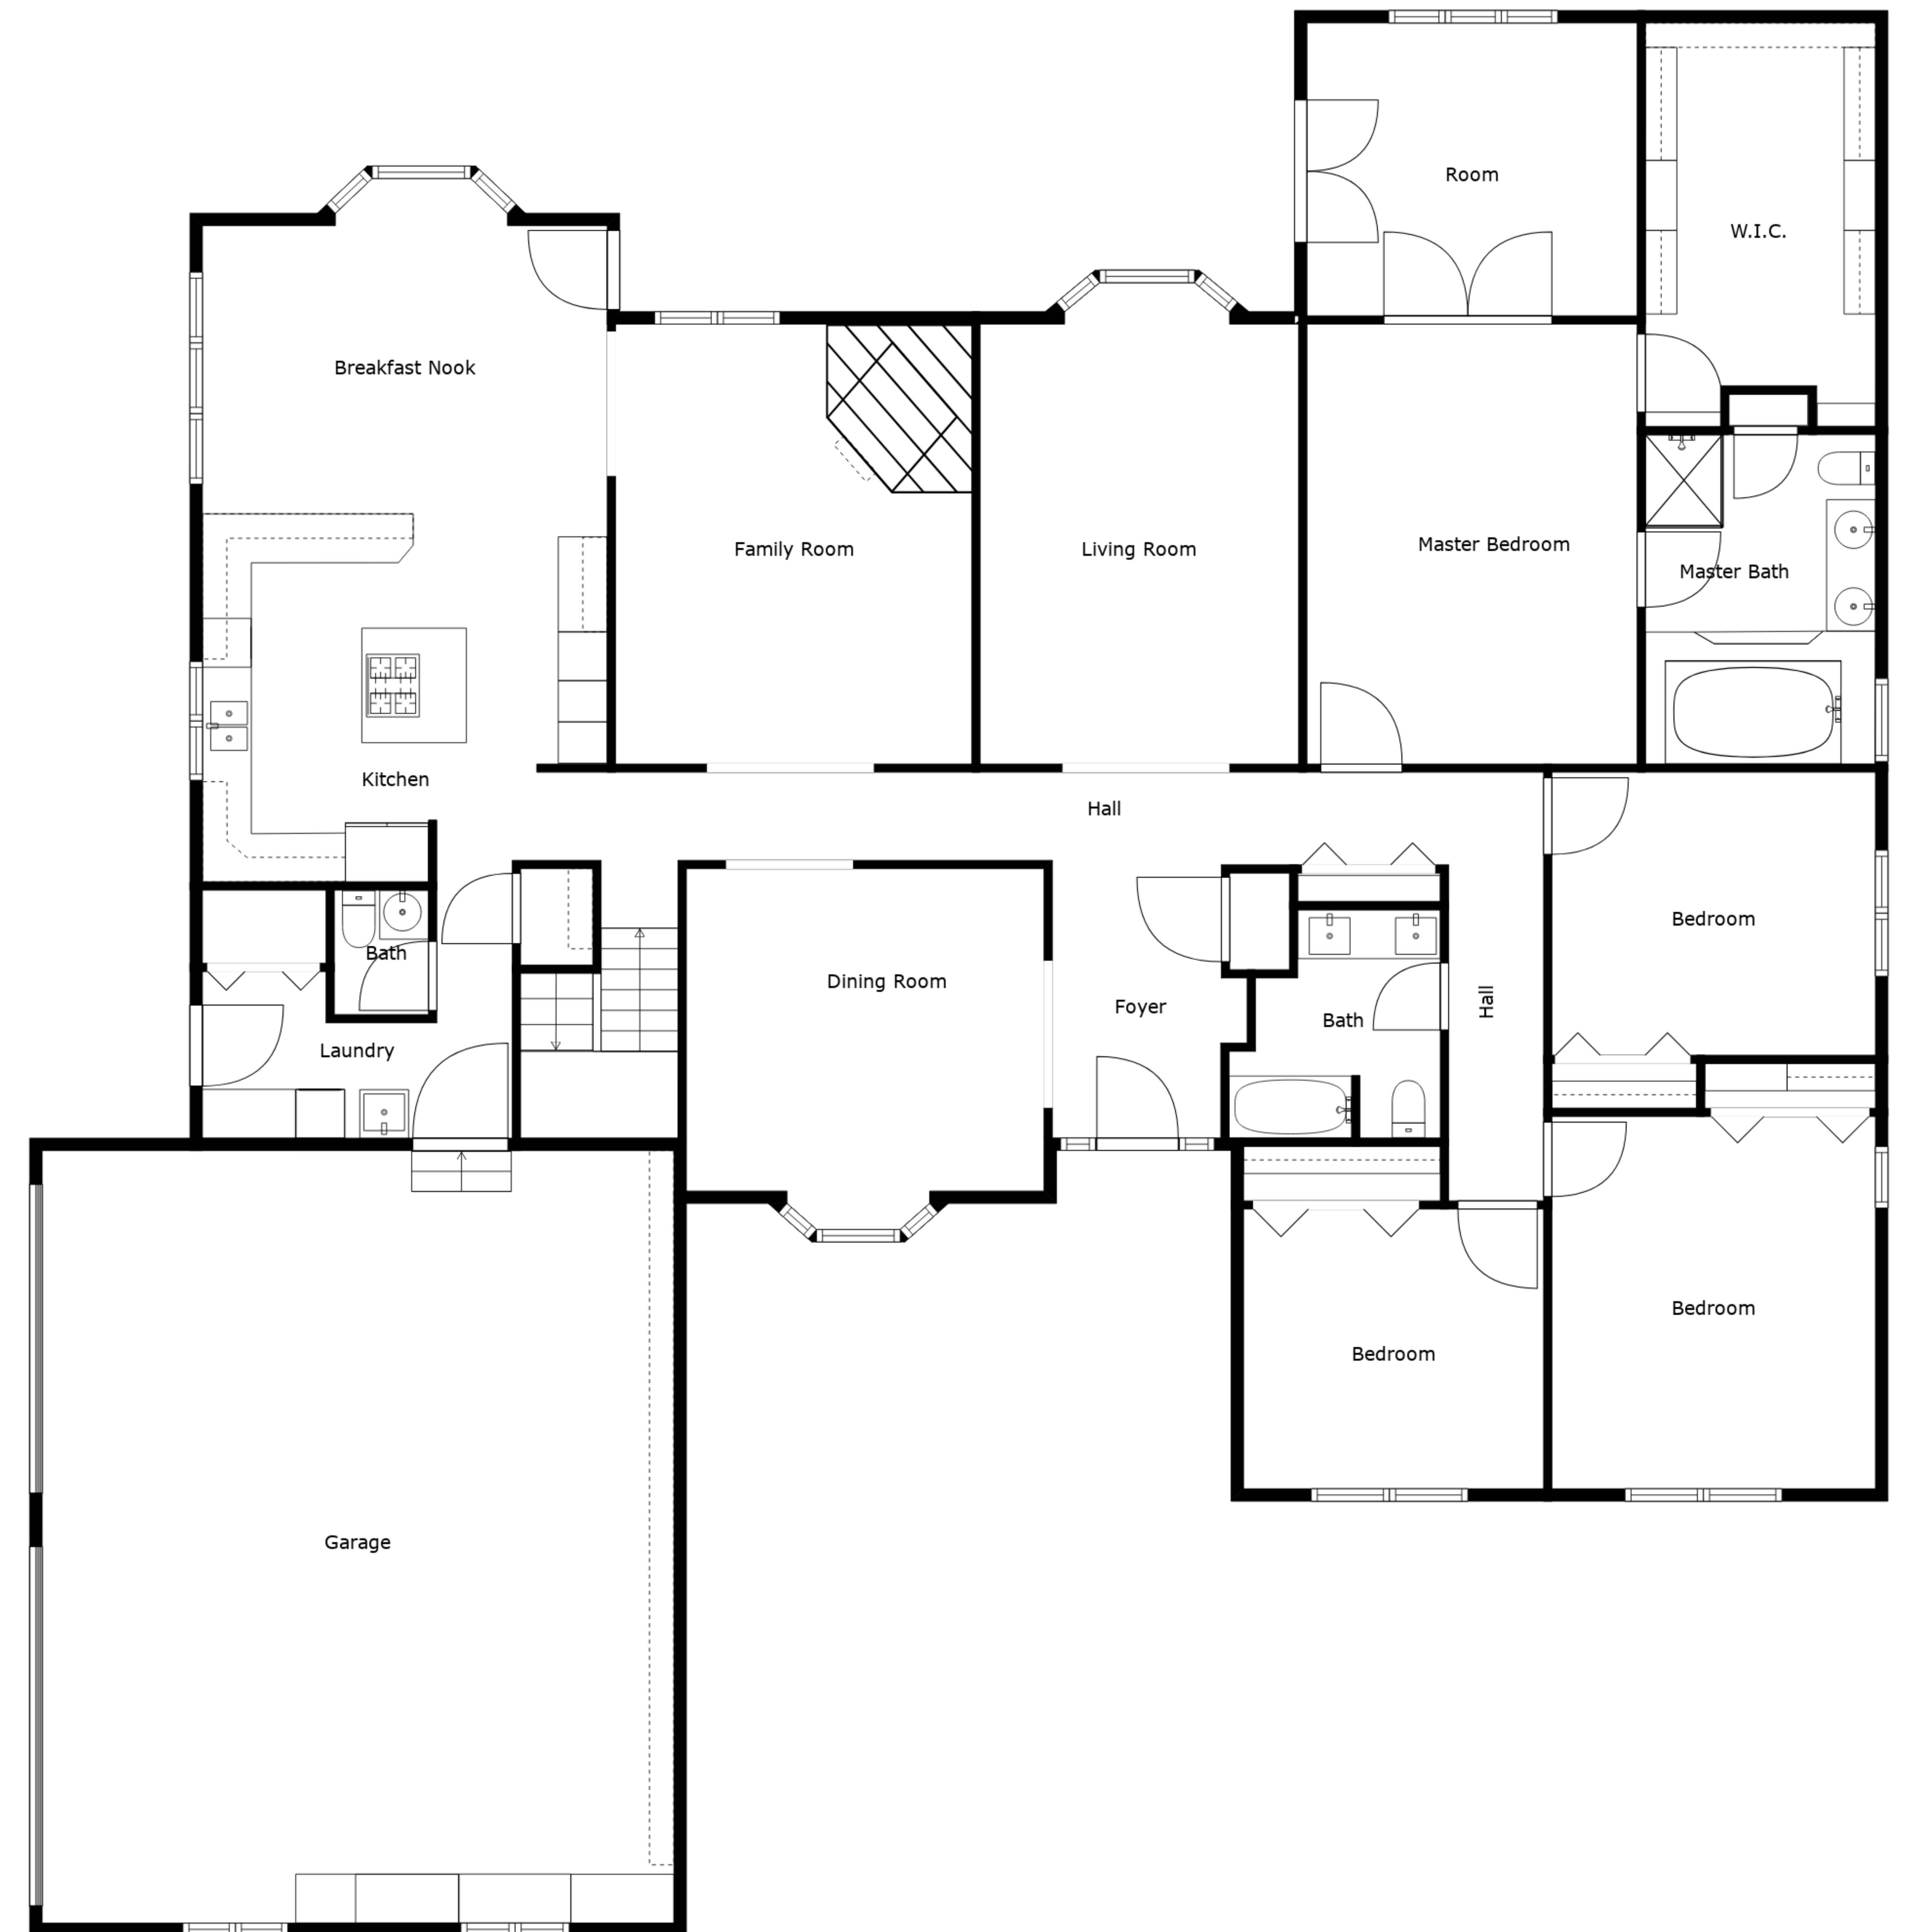 Room
W.I.C.
Breakfast Nook
Family Room
Living Room
Master Bedroom
Master Bath
Kitchen
Hall
Bedroom
Bath
Dining Room
Foyer
Hall
Bath
Laundry
Bedroom
Bedroom
Garage